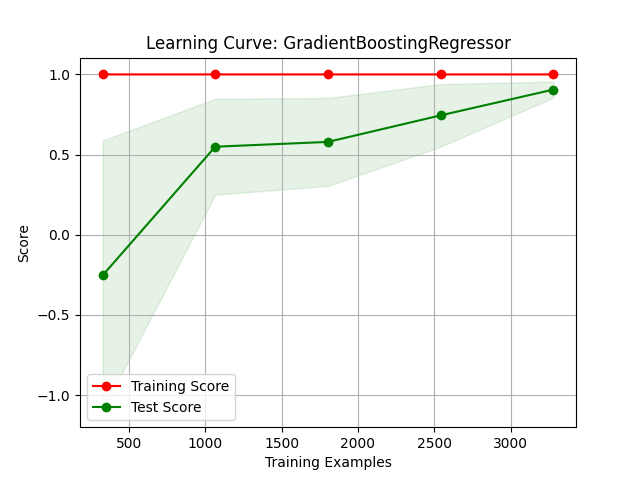 Learning Curve: GradientBoostingRegressor
1.0
0.5
0.0
−0.5
−1.0
Score
Training Score
Test Score
500 1000 1500 2000 2500 3000
Training Examples